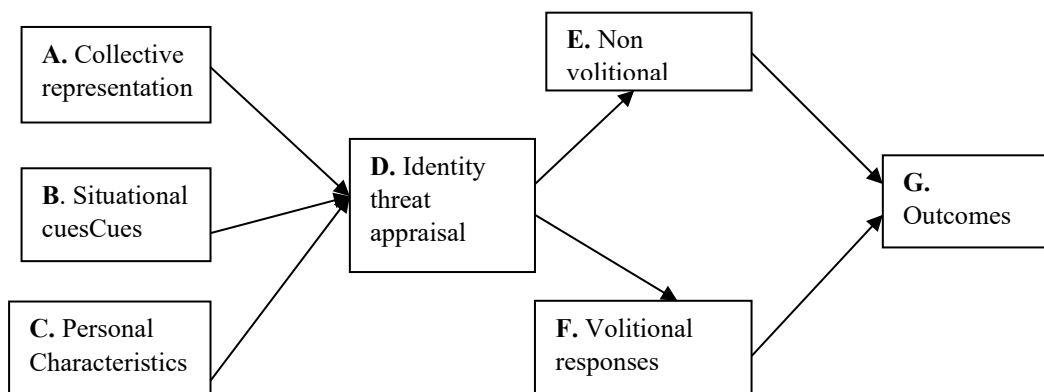 A. Collective
representation
B. Situational
cuesCues
C. Personal
Characteristics
D. Identity
threat
appraisal
E. Non
volitional
F. Volitional
responses
G.
Outcomes